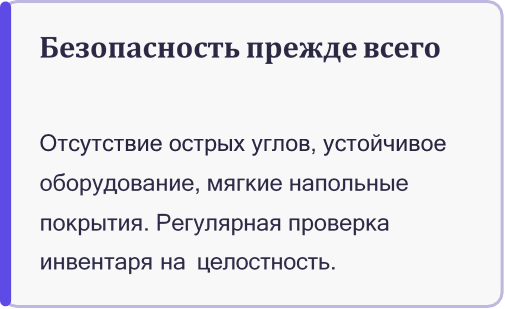 Безопасность прежде всего
Отсутствие острых углов, устойчивое
оборудование, мягкие напольные
покрытия. Регулярная проверка
инвентаря на целостность.